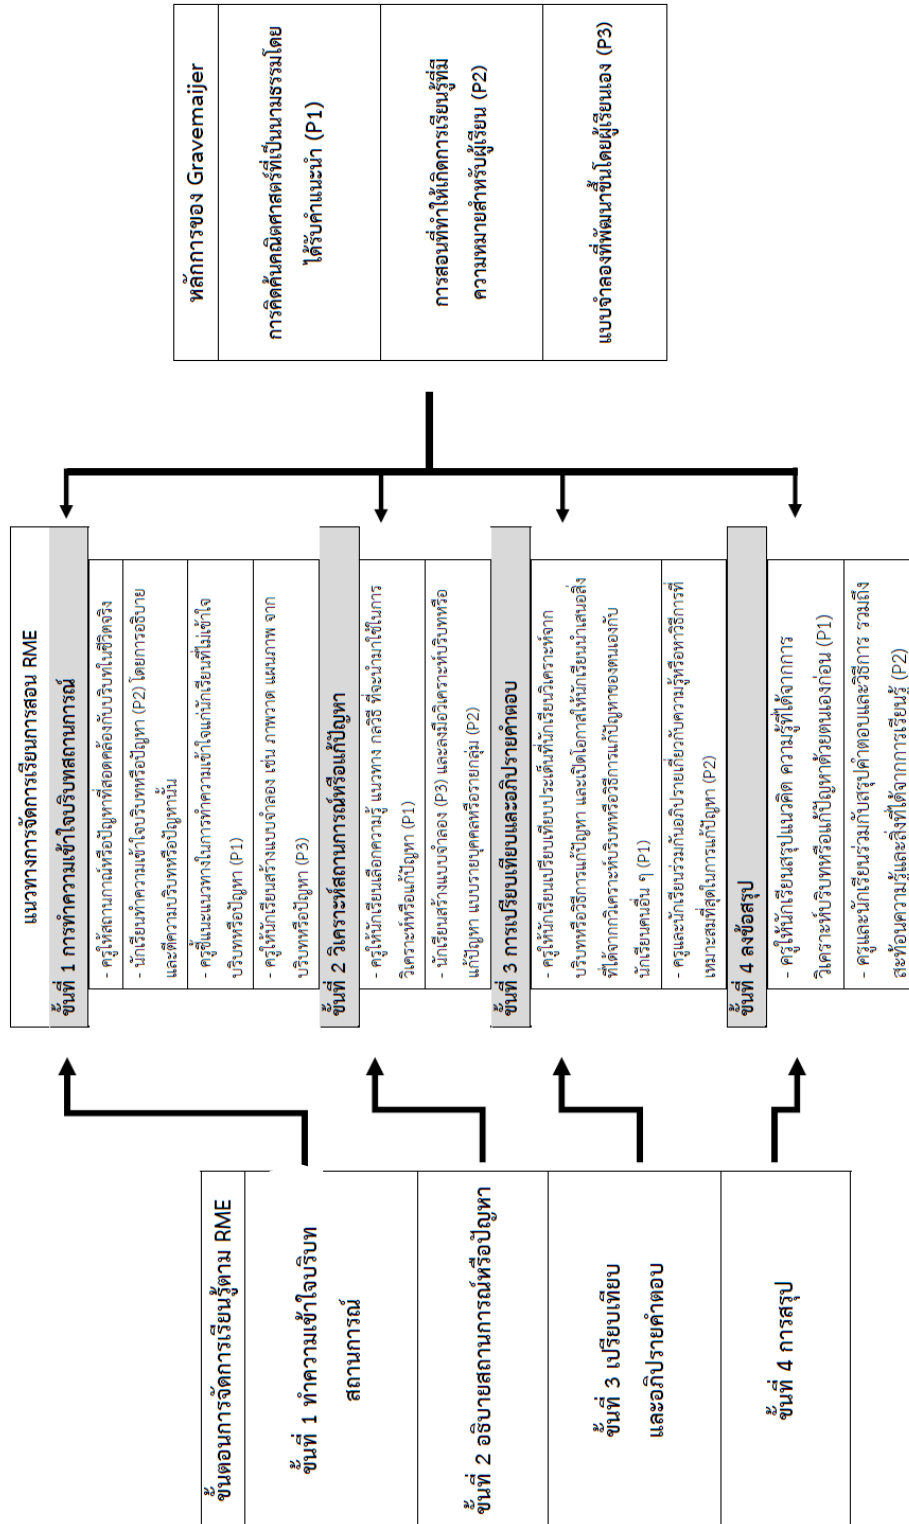 ขั้นตอนการจัดการเรียนรู้ตาม RME
ขั้นที่ 1 ทำความเข้าใจบริบท
สถานการณ์
ขั้นที่ 2 อธิบายสถานการณ์หรือปัญหา
ขั้นที่ 3 เปรียบเทียบ
และอภิปรายคำตอบ
ขั้นที่ 4 การสรุป
แนวทางการจัดการเรียนการสอน RME
ขั้นที่ 1 การทำความเข้าใจบริบทสถานการณ์
- ครูให้สถานการณ์หรือปัญหาที่สอดคล้องกับบริบทในชีวิตจริง
- นักเรียนทำความเข้าใจบริบทหรือปัญหา (P2) โดยการอธิบาย
และตีความบริบทหรือปัญหานั้น
- ครูชี้แนะแนวทางในการทำความเข้าใจแก่นักเรียนที่ไม่เข้าใจ
บริบทหรือปัญหา (P1)
- ครูให้นักเรียนสร้างแบบจำลอง เช่น ภาพวาด แผนภาพ จาก
บริบทหรือปัญหา (P3)
ขั้นที่ 2 วิเคราะห์สถานการณ์หรือแก้ปัญหา
- ครูให้นักเรียนเลือกความรู้ แนวทาง กลวิธี ที่จะนำมาใช้ในการ
วิเคราะห์หรือแก้ปัญหา (P1)
- นักเรียนสร้างแบบจำลอง (P3) และลงมือวิเคราะห์บริบทหรือ
แก้ปัญหา แบบรายบุคคลหรือรายกลุ่ม (P2)
ขั้นที่ 3 การเปรียบเทียบและอภิปรายคำตอบ
- ครูให้นักเรียนเปรียบเทียบประเด็นที่นักเรียนวิเคราะห์จาก
บริบทหรือวิธีการแก้ปัญหา และเปิดโอกาสให้นักเรียนนำเสนอสิ่ง
ที่ได้จากกวิเคราะห์บริบทหรือวิธีการแก้ปัญหาของตนเองกับ
นักเรียนคนอื่น ๆ (P1)
- ครูและนักเรียนร่วมกันอภิปรายเกี่ยวกับความรู้หรือหาวิธีการที่
เหมาะสมที่สุดในการแก้ปัญหา (P2)
ขั้นที่ 4 ลงข้อสรุป
- ครูให้นักเรียนสรุปแนวคิด ความรู้ที่ได้จากการ
วิเคราะห์บริบทหรือแก้ปัญหาด้วยตนเองก่อน (P1)
- ครูและนักเรียนร่วมกับสรุปคำตอบและวิธีการ รวมถึง
สะท้อนความรู้และสิ่งที่ได้จากการเรียนรู้ (P2)
หลักการของ Gravemaijer
การคิดค้นคณิตศาสตร์ที่เป็นนามธรรมโดย
ได้รับคำแนะนำ (P1)
การสอนที่ทำให้เกิดการเรียนรู้ที่มี
ความหมายสำหรับผู้เรียน (P2)
แบบจำลองที่พัฒนาขึ้นโดยผู้เรียนเอง (P3)